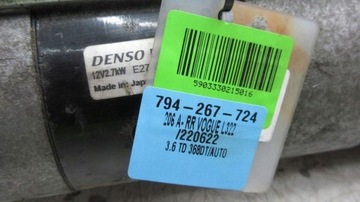 DENSO
12V2.7kW E27
Made in Jap
5903330215016
794-267-724
206 A- RR VOGUE L322
/220622
3.6 TD 368DT/AUTO